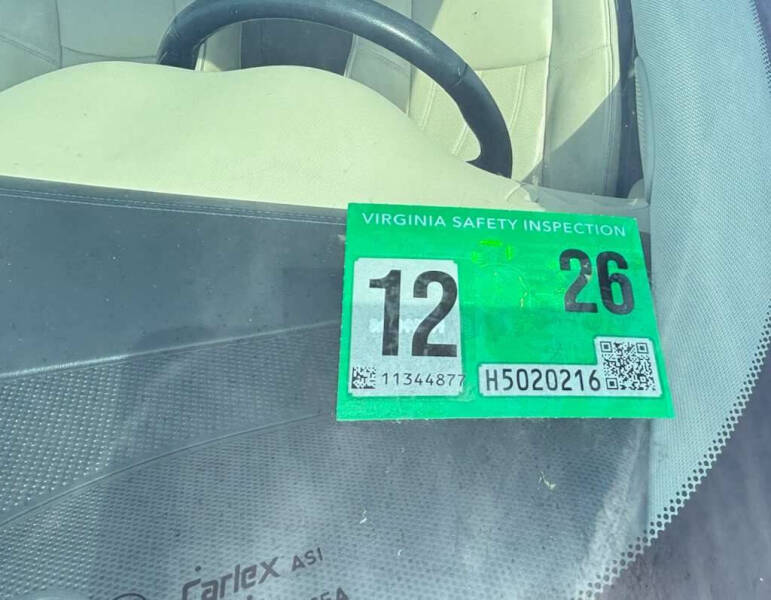 VIRGINIA SAFETY INSPECTION
12
26
11344877
H5020216
Carlex ASI